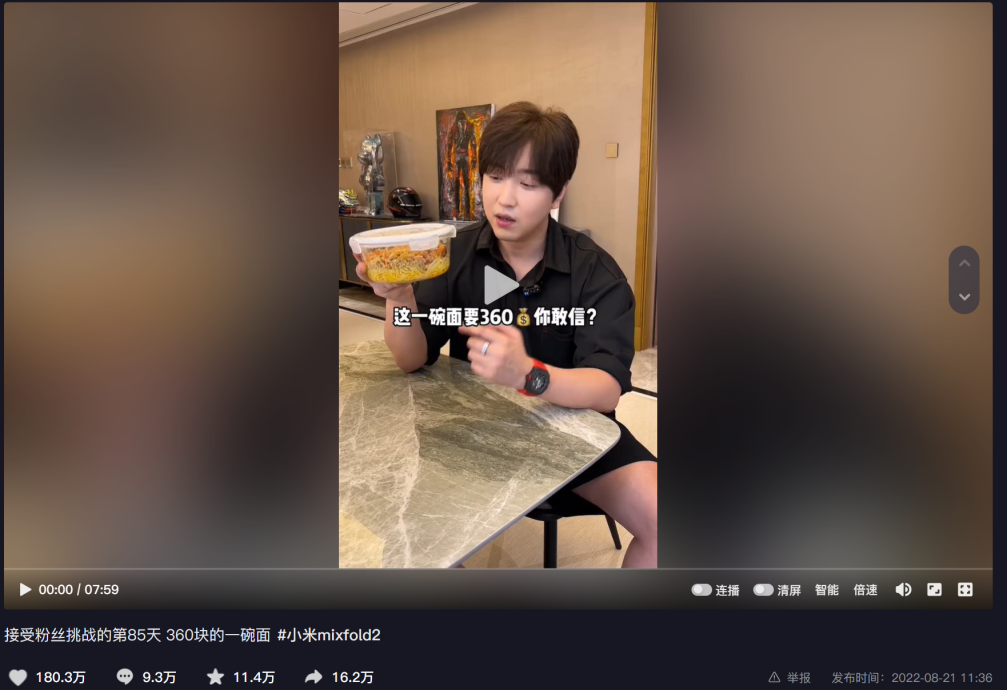 这一碗面要360💰你敢信？
00:00 / 07:59
连播 清屏 智能 倍速
接受粉丝挑战的第85天 360块的一碗面 #小米mixfold2
180.3万 9.3万 11.4万 16.2万
举报 发布时间：2022-08-21 11:36